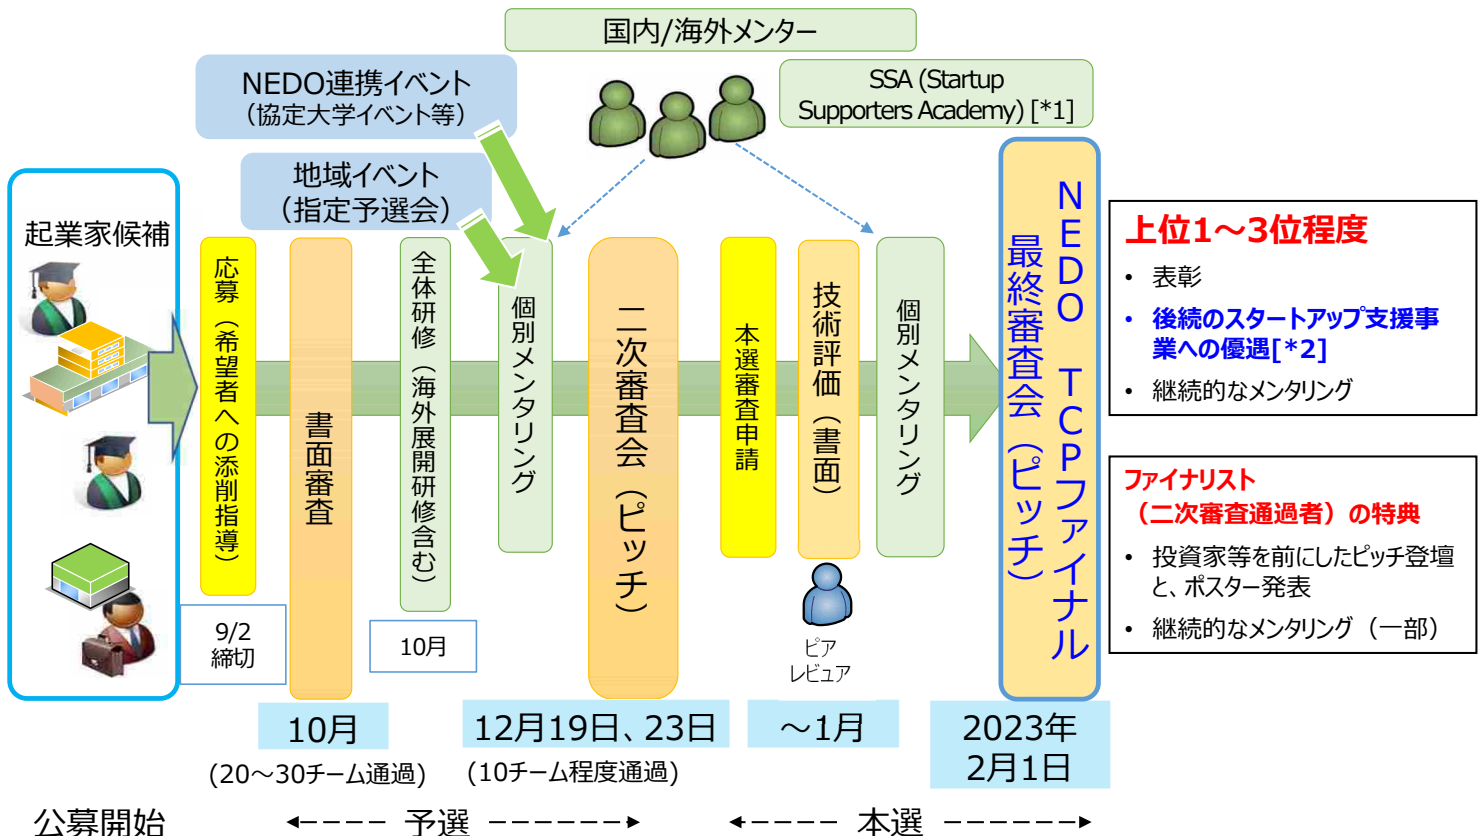 国内/海外メンター
NEDO連携イベント
(協定大学イベント等)
SSA (Startup
Supporters Academy) [*1]
地域イベント
（指定予選会）
起業家候補
応募（希望者への添削指導）
書面審査
全体研修（海外展開研修含む）
個別メンタリング
二次審査会（ピッチ）
本選審査申請
技術評価（書面）
個別メンタリング
NEDO TCPファイナル
最終審査会（ピッチ）
上位1～3位程度
• 表彰
• 後続のスタートアップ支援事
業への優遇[*2]
• 継続的なメンタリング
ファイナリスト
（二次審査通過者）の特典
• 投資家等を前にしたピッチ登壇
と、ポスター発表
• 継続的なメンタリング（一部）
9/2
締切
10月
ピア
レビュア
10月
(20～30チーム通過)
12月19日、23日
(10チーム程度通過)
～1月
2023年
2月1日
公募開始
予選
本選